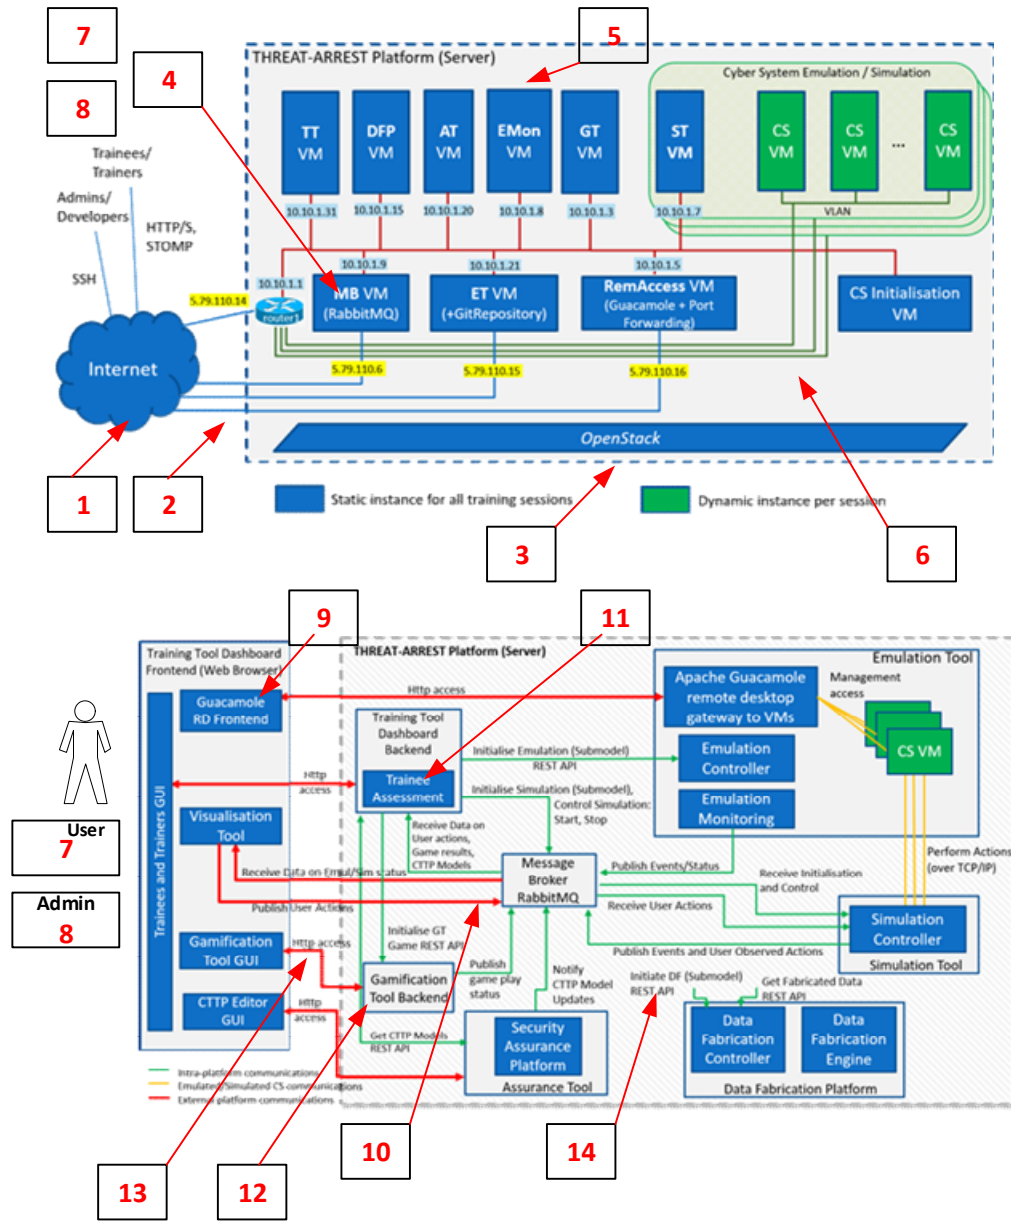 7
5
THREAT-ARREST Platform (Server)
4
Cyber System Emulation / Simulation
8
TT
VM
DFP
VM
AT
VM
EMon
VM
GT
VM
ST
VM
CS
VM
CS
VM
...
CS
VM
Trainees/
Trainers
Admins/
Developers
HTTP/S,
STOMP
SSH
10.10.1.31
10.10.1.15
10.10.1.20
10.10.1.8
10.10.1.3
10.10.1.7
VLAN
10.10.1.9
10.10.1.21
10.10.1.5
10.10.1.1
5.79.110.14
router1
MB VM
(RabbitMQ)
ET VM
(+GitRepository)
RemAccess VM
(Guacamole + Port
Forwarding)
CS Initialisation
VM
Internet
5.79.110.6
5.79.110.15
5.79.110.16
OpenStack
1
2
Static instance for all training sessions
Dynamic instance per session
3
6
9
11
Training Tool Dashboard
Frontend (Web Browser)
THREAT-ARREST Platform (Server)
Emulation Tool
Guacamole
RD Frontend
Http access
Apache Guacamole
remote desktop
gateway to VMs
Management
access
Training Tool
Dashboard
Backend
Initialise Emulation (Submodel)
REST API
Emulation
Controller
CS VM
Trainee
Assessment
Http
access
Initialise Simulation (Submodel),
Control Simulation:
Start, Stop
Emulation
Monitoring
Trainees and Trainers GUI
Visualisation
Tool
Receive Data on
User actions,
Game results,
CTTP Models
User
7
Message
Broker
RabbitMQ
Publish Events/Status
Perform Actions
(over TCP/IP)
Receive Data on Emul/Sim status
Receive Initialisation
and Control
Publish User Actions
Receive User Actions
Admin
8
Simulation
Controller
Simulation Tool
Initialise GT
Game REST API
Http access
Gamification
Tool GUI
Publish Events and User Observed Actions
Gamification
Tool Backend
Publish
game play
status
Notify
CTTP Model
Updates
Initiate DF (Submodel)
REST API
Get Fabricated Data
REST API
CTTP Editor
GUI
Http
access
Get CTTP Models
REST API
Security
Assurance
Platform
Assurance Tool
Data
Fabrication
Controller
Data
Fabrication
Engine
Data Fabrication Platform
Intra-platform communications
Emulated/Simulated CS communications
External platform communications
10
14
13
12